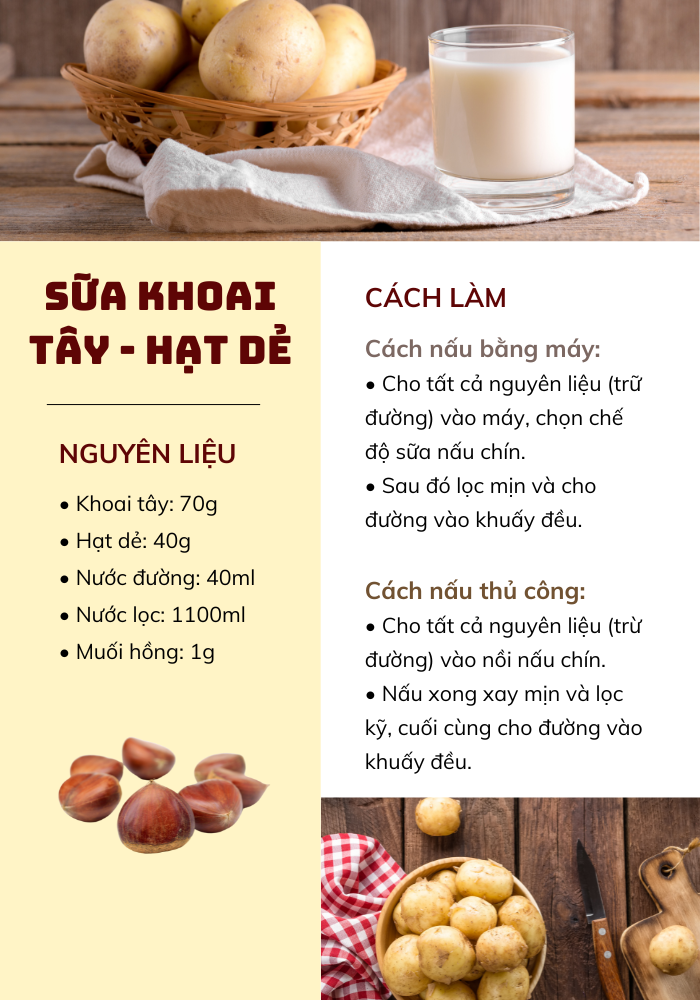 SỮA KHOAI
TÂY - HẠT DẺ
NGUYÊN LIỆU
• Khoai tây: 70g
• Hạt dẻ: 40g
• Nước đường: 40ml
• Nước lọc: 1100ml
• Muối hồng: 1g
CÁCH LÀM
Cách nấu bằng máy:
• Cho tất cả nguyên liệu (trữ
đường) vào máy, chọn chế
độ sữa nấu chín.
• Sau đó lọc mịn và cho
đường vào khuấy đều.
Cách nấu thủ công:
• Cho tất cả nguyên liệu (trừ
đường) vào nồi nấu chín.
• Nấu xong xay mịn và lọc
kỹ, cuối cùng cho đường vào
khuấy đều.